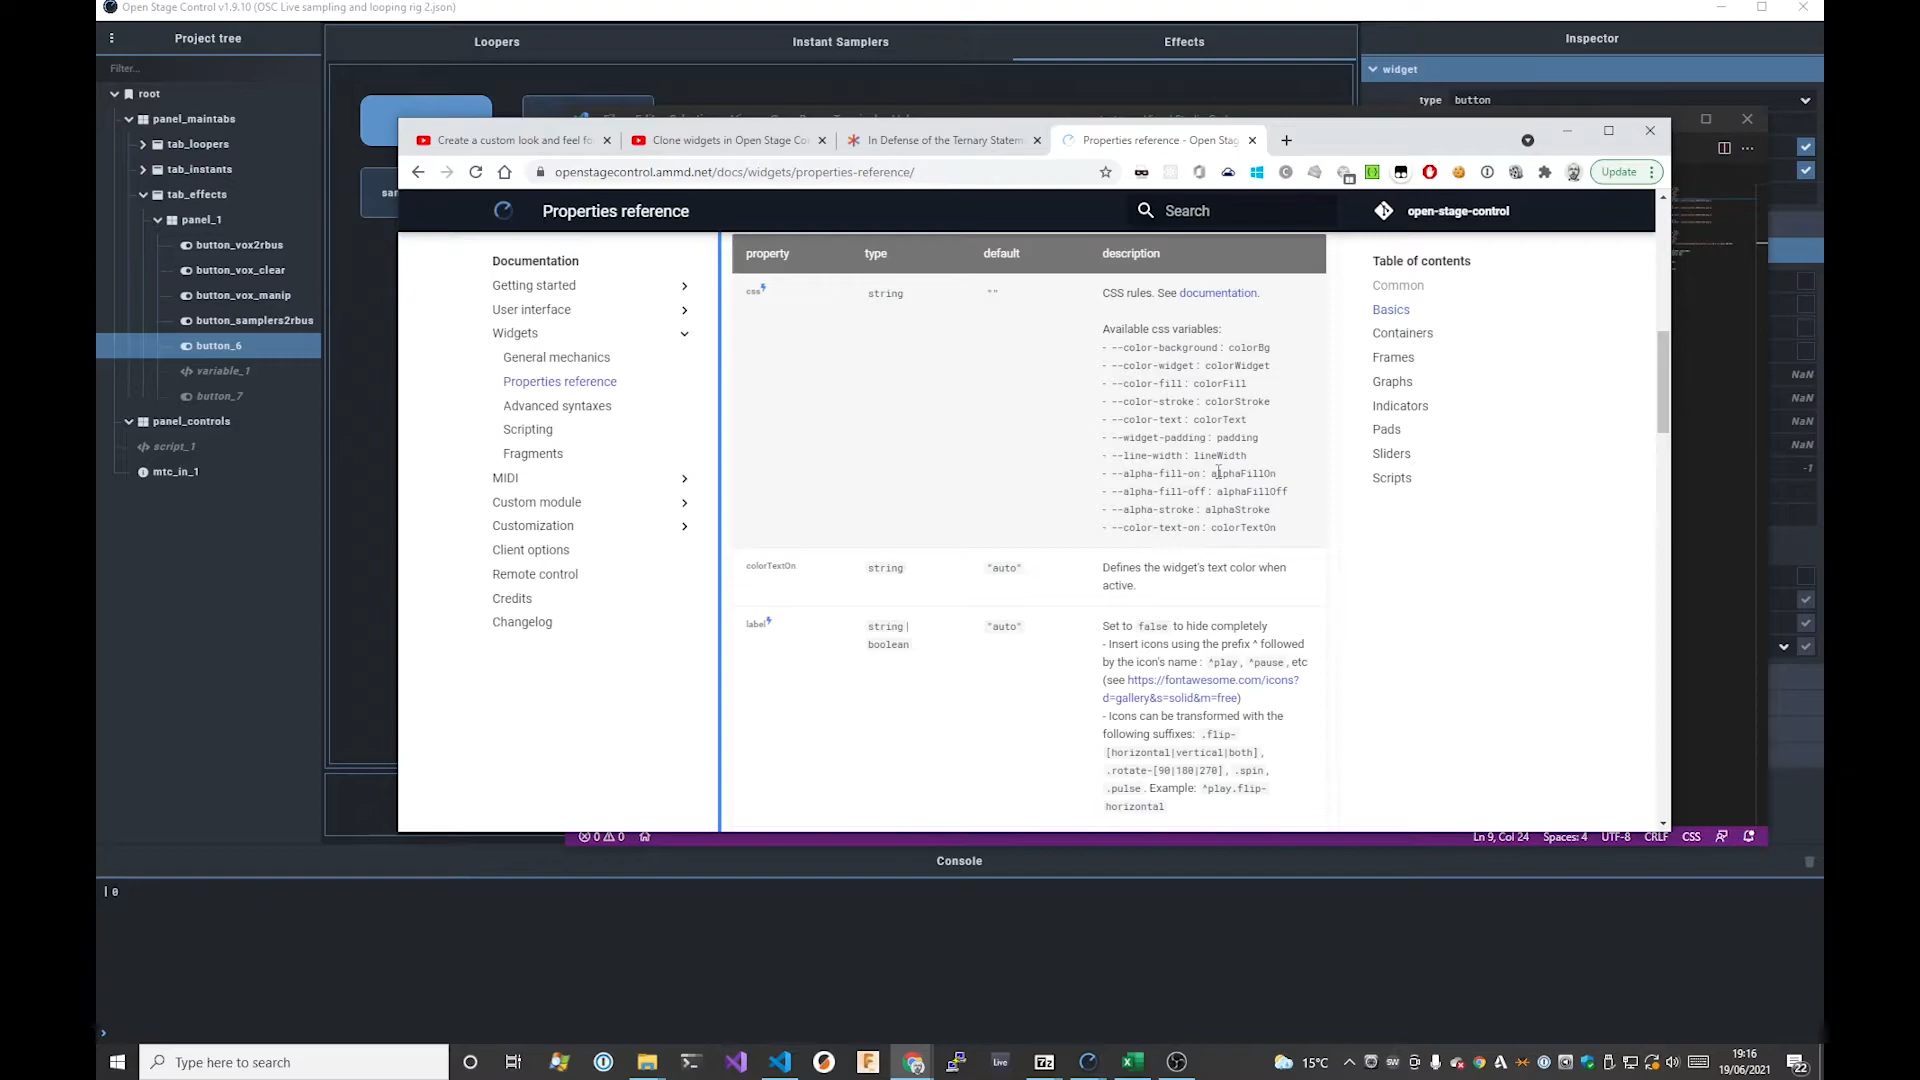 Open Stage Control v1.9.10 (OSC Live sampling and looping rig 2.json)
Project tree
Loopers
Instant Samplers
Effects
Inspector
Filter...
widget
root
type
button
panel_maintabs
tab_loopers
tab_instants
tab_effects
panel_1
button_vox2rbus
button_vox_clear
button_vox_manip
button_samplers2rbus
button_6
variable_1
button_7
panel_controls
script_1
mtc_in_1
Create a custom look and feel fo
Clone widgets in Open Stage Co
In Defense of the Ternary Statem
Properties reference - Open Stag
openstagecontrol.ammd.net/docs/widgets/properties-reference/
Update
Properties reference
Search
open-stage-control
Documentation
Getting started
User interface
Widgets
General mechanics
Properties reference
Advanced syntaxes
Scripting
Fragments
MIDI
Custom module
Customization
Client options
Remote control
Credits
Changelog
property
type
default
description
css
string
""
CSS rules. See documentation.
Available css variables:
- --color-background: colorBg
- --color-widget: colorWidget
- --color-fill: colorFill
- --color-stroke: colorStroke
- --color-text: colorText
- --widget-padding: padding
- --line-width: lineWidth
- --alpha-fill-on: alphaFillOn
- --alpha-fill-off: alphaFillOff
- --alpha-stroke: alphaStroke
- --color-text-on: colorTextOn
colorTextOn
string
"auto"
Defines the widget's text color when
active.
label
string|
boolean
"auto"
Set to false to hide completely
- Insert icons using the prefix ^ followed
by the icon's name : ^play, ^pause, etc
(see https://fontawesome.com/icons?
d=gallery&s=solid&m=free)
- Icons can be transformed with the
following suffixes: .flip-
[horizontal|vertical|both],
.rotate-[90|180|270], .spin,
.pulse. Example: ^play.flip-
horizontal
Table of contents
Common
Basics
Containers
Frames
Graphs
Indicators
Pads
Sliders
Scripts
NaN
NaN
NaN
NaN
-1
0
0
Ln 9, Col 24
Spaces: 4
UTF-8
CRLF
CSS
Console
0
Type here to search
Live
15°C
19:16
19/06/2021
22